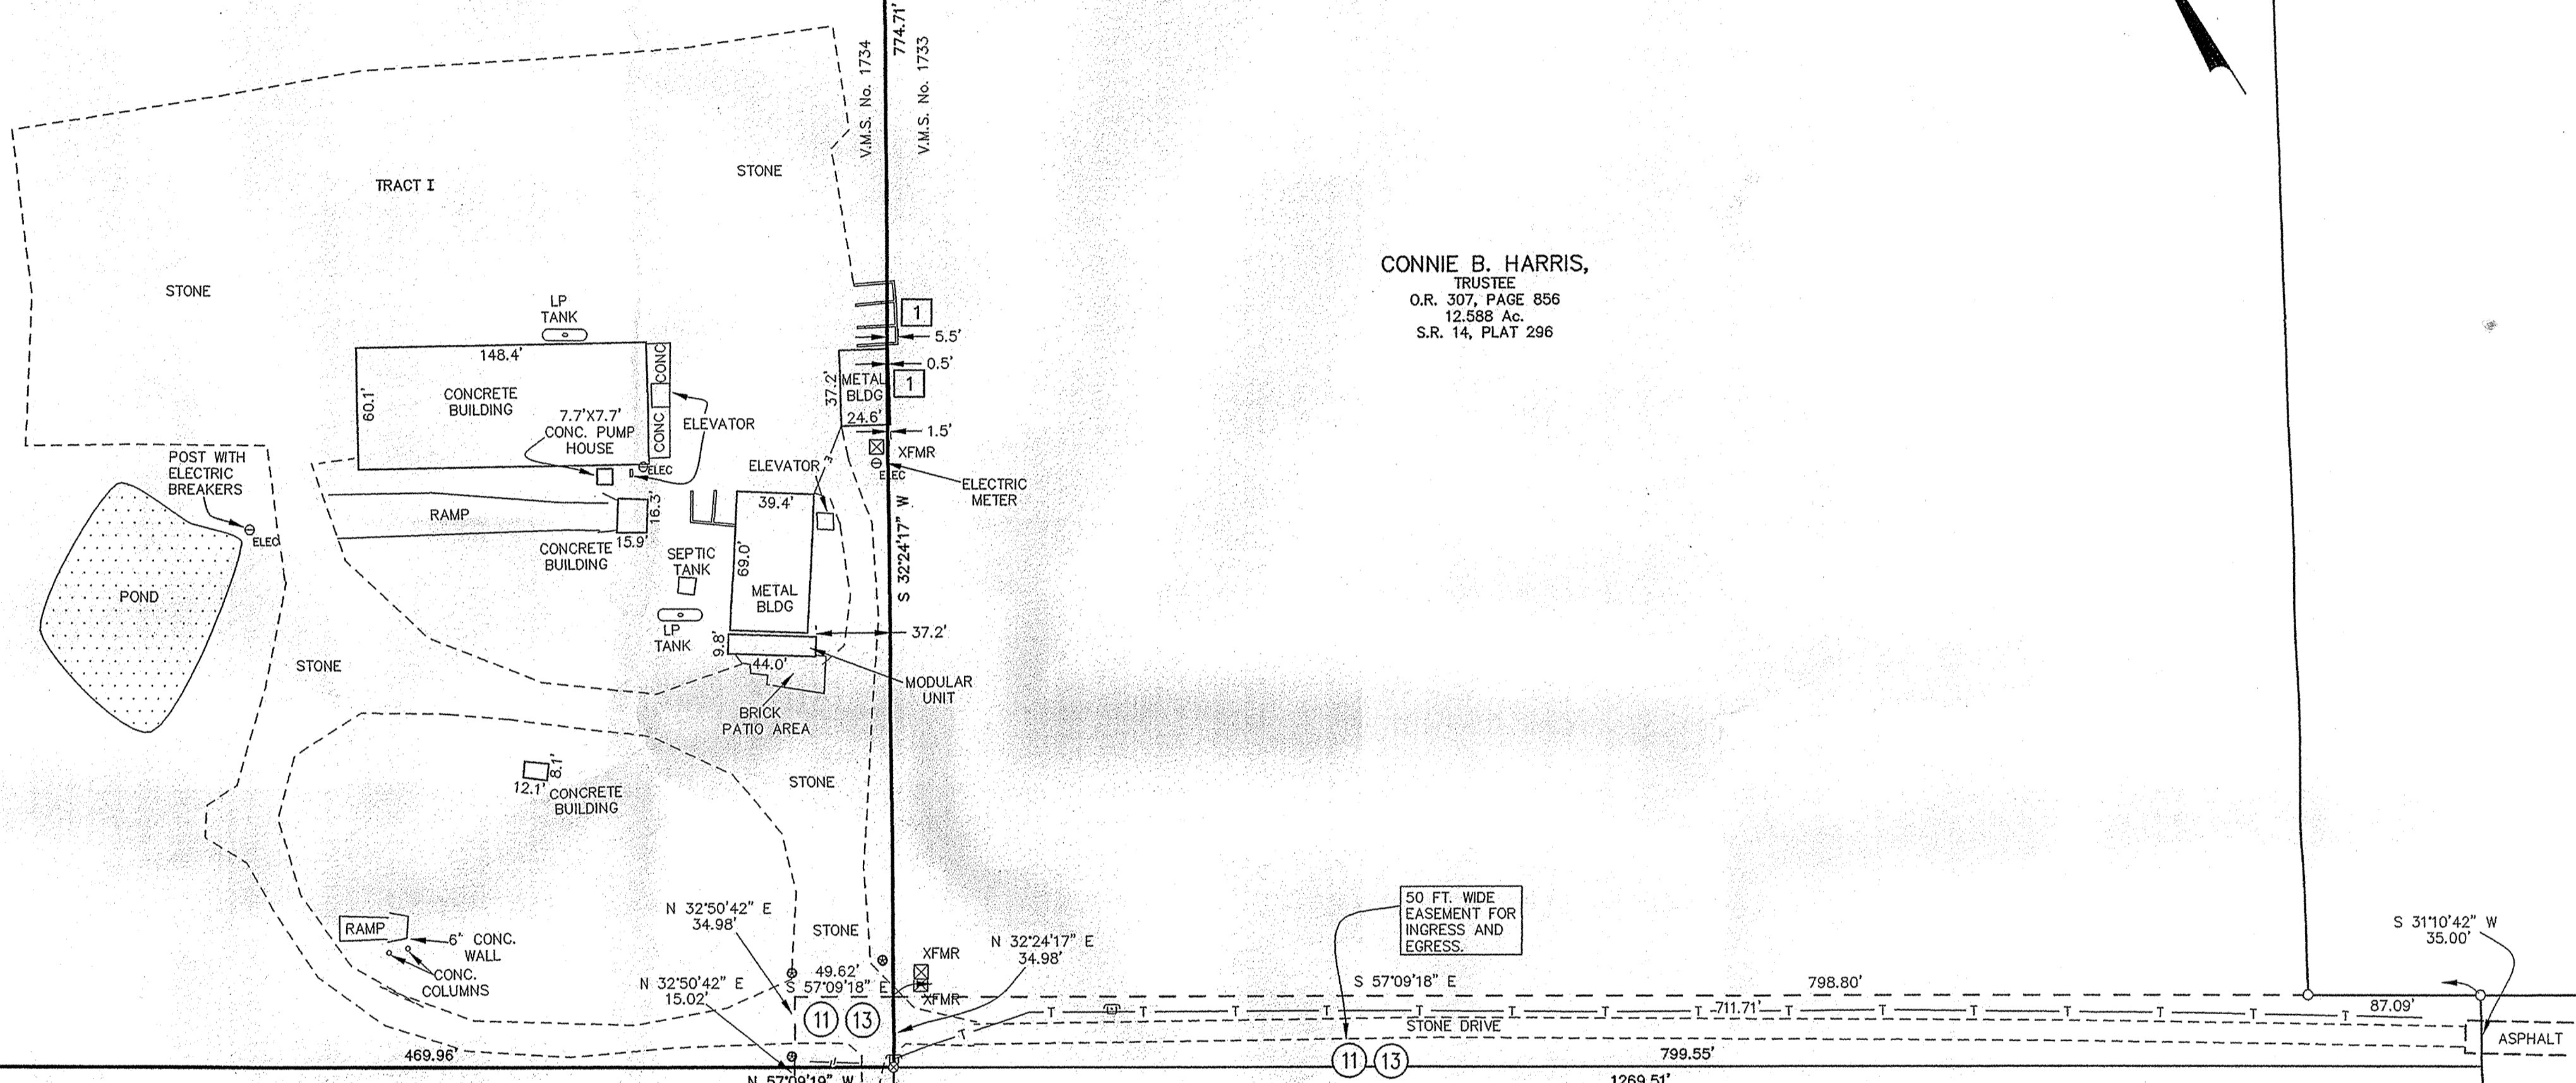 774.71'
V.M.S. No. 1734
V.M.S. No. 1733
STONE
TRACT I
CONNIE B. HARRIS,
TRUSTEE
O.R. 307, PAGE 856
12.588 Ac.
S.R. 14, PLAT 296
STONE
LP
TANK
1
5.5'
148.4'
CONC
0.5'
60.1'
CONCRETE
BUILDING
37.2'
METAL
BLDG
1
24.6'
7.7'X7.7'
CONC. PUMP
HOUSE
CONC
ELEVATOR
1.5'
XFMR
POST WITH
ELECTRIC
BREAKERS
ELEC
ELEVATOR
ELEC
ELECTRIC
METER
39.4'
16.3'
RAMP
ELEC
15.9'
CONCRETE
BUILDING
SEPTIC
TANK
69.0'
S 32°24'17" W
POND
METAL
BLDG
LP
TANK
9.8'
37.2'
STONE
44.0'
MODULAR
UNIT
BRICK
PATIO AREA
8.1'
12.1'
CONCRETE
BUILDING
STONE
50 FT. WIDE
EASEMENT FOR
INGRESS AND
EGRESS.
N 32°50'42" E
34.98'
RAMP
6" CONC.
WALL
STONE
N 32°24'17" E
34.98'
S 31°10'42" W
35.00'
CONC.
COLUMNS
XFMR
49.62'
N 32°50'42" E
15.02'
S 57°09'18" E
XFMR
S 57°09'18" E
798.80'
11
13
T
T
T
T
T
T
T
711.71'
T
T
T
T
T
T
T
T
87.09'
STONE DRIVE
ASPHALT
469.96'
11
13
799.55'
N 57°09'19" W
1269.51'